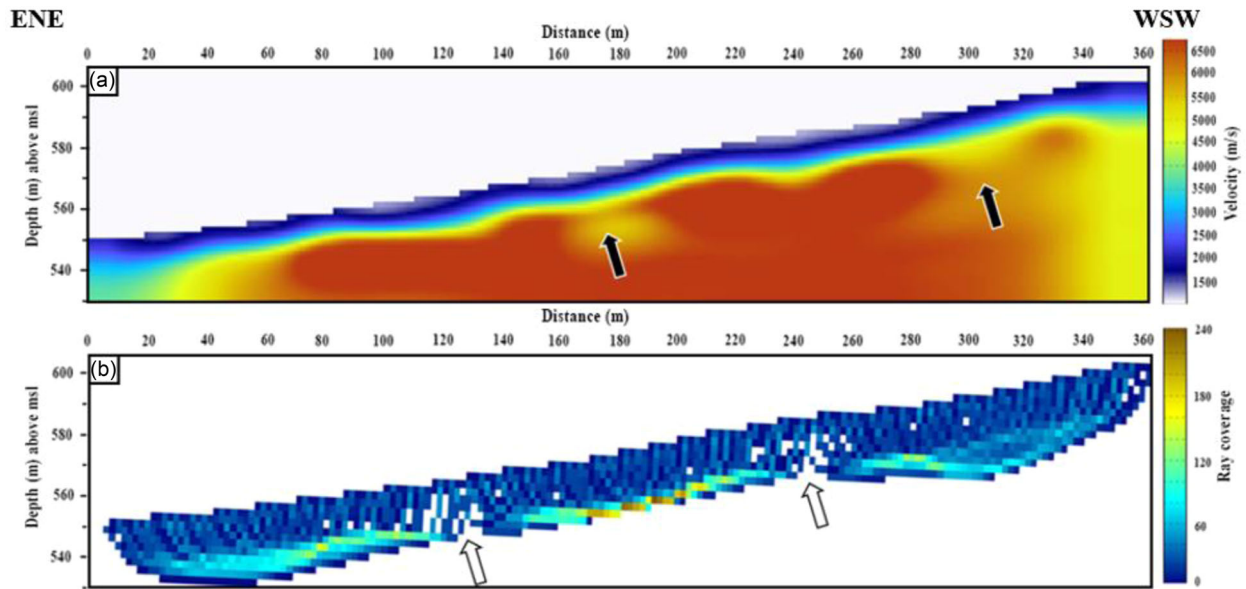 ENE WSW
Distance (m)
0 20 40 60 80 100 120 140 160 180 200 220 240 260 280 300 320 340 360
(a)
Depth (m) above msl
600
580
560
540
6500
6000
5500
5000
4500
4000
3500
3000
2500
2000
1500
Velocity (m/s)
Distance (m)
0 20 40 60 80 100 120 140 160 180 200 220 240 260 280 300 320 340 360
(b)
Depth (m) above msl
600
580
560
540
240
180
120
60
0
Ray coverage